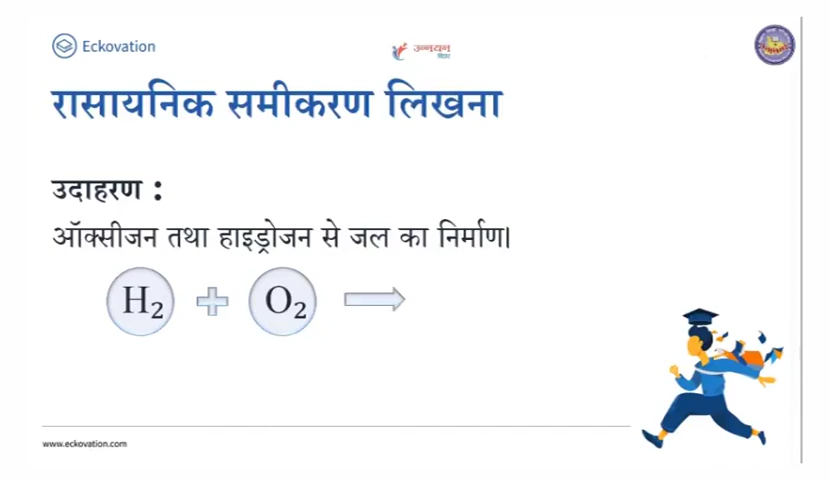 Eckovation
उन्नयन
बिहार
रासायनिक समीकरण लिखना
उदाहरण :
ऑक्सीजन तथा हाइड्रोजन से जल का निर्माण।
H₂ + O₂ →
www.eckovation.com